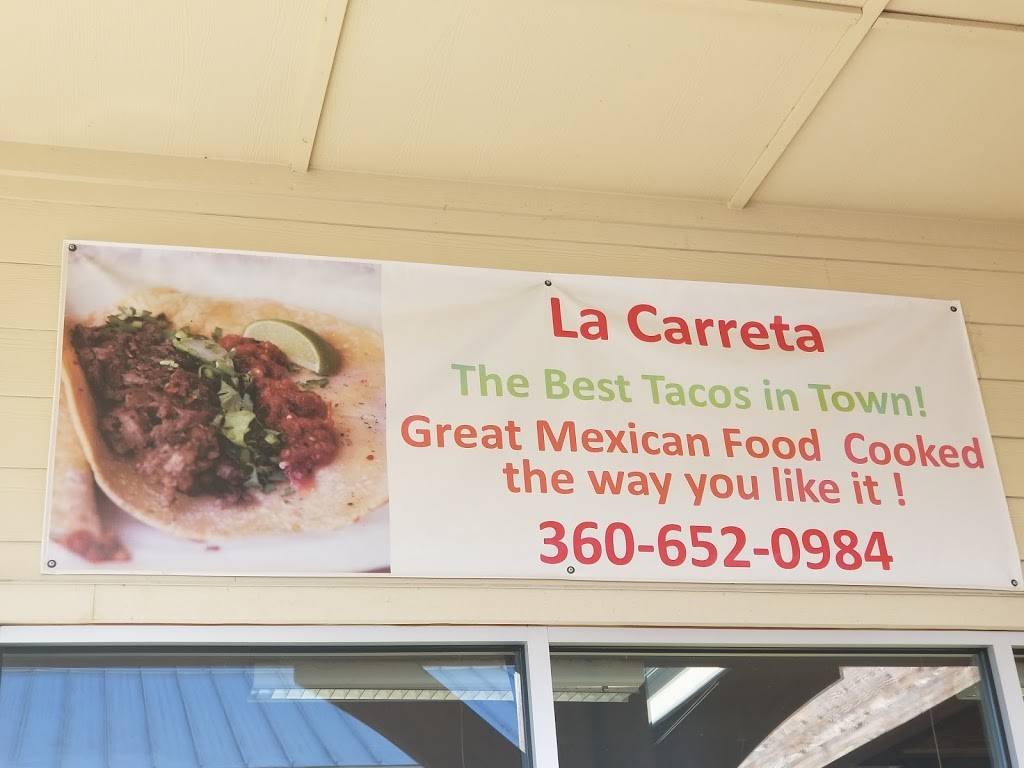 La Carreta
The Best Tacos in Town!
Great Mexican Food Cooked
the way you like it !
360-652-0984